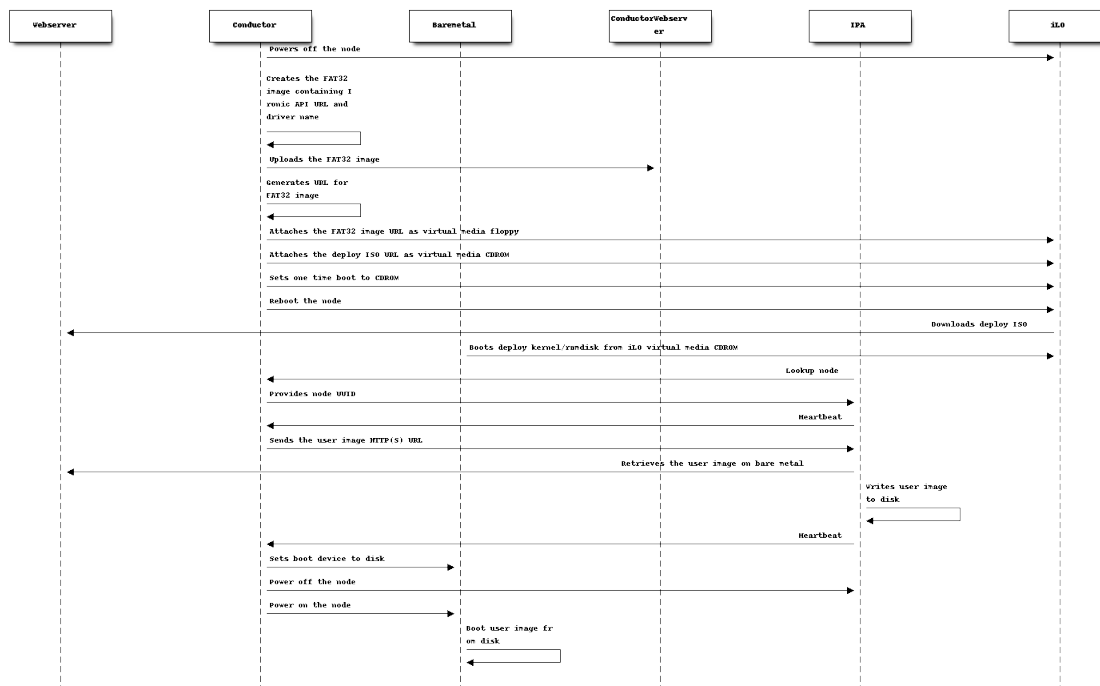 Webserver
Conductor
Baremetal
ConductorWebserv
er
IPA
iLO
Powers off the node
Creates the FAT32
image containing I
ronic API URL and
driver name
Uploads the FAT32 image
Generates URL for
FAT32 image
Attaches the FAT32 image URL as virtual media floppy
Attaches the deploy ISO URL as virtual media CDROM
Sets one time boot to CDROM
Reboot the node
Downloads deploy ISO
Boots deploy kernel/ramdisk from iLO virtual media CDROM
Lookup node
Provides node UUID
Heartbeat
Sends the user image HTTP(S) URL
Retrieves the user image on bare metal
Writes user image
to disk
Heartbeat
Sets boot device to disk
Power off the node
Power on the node
Boot user image fr
om disk